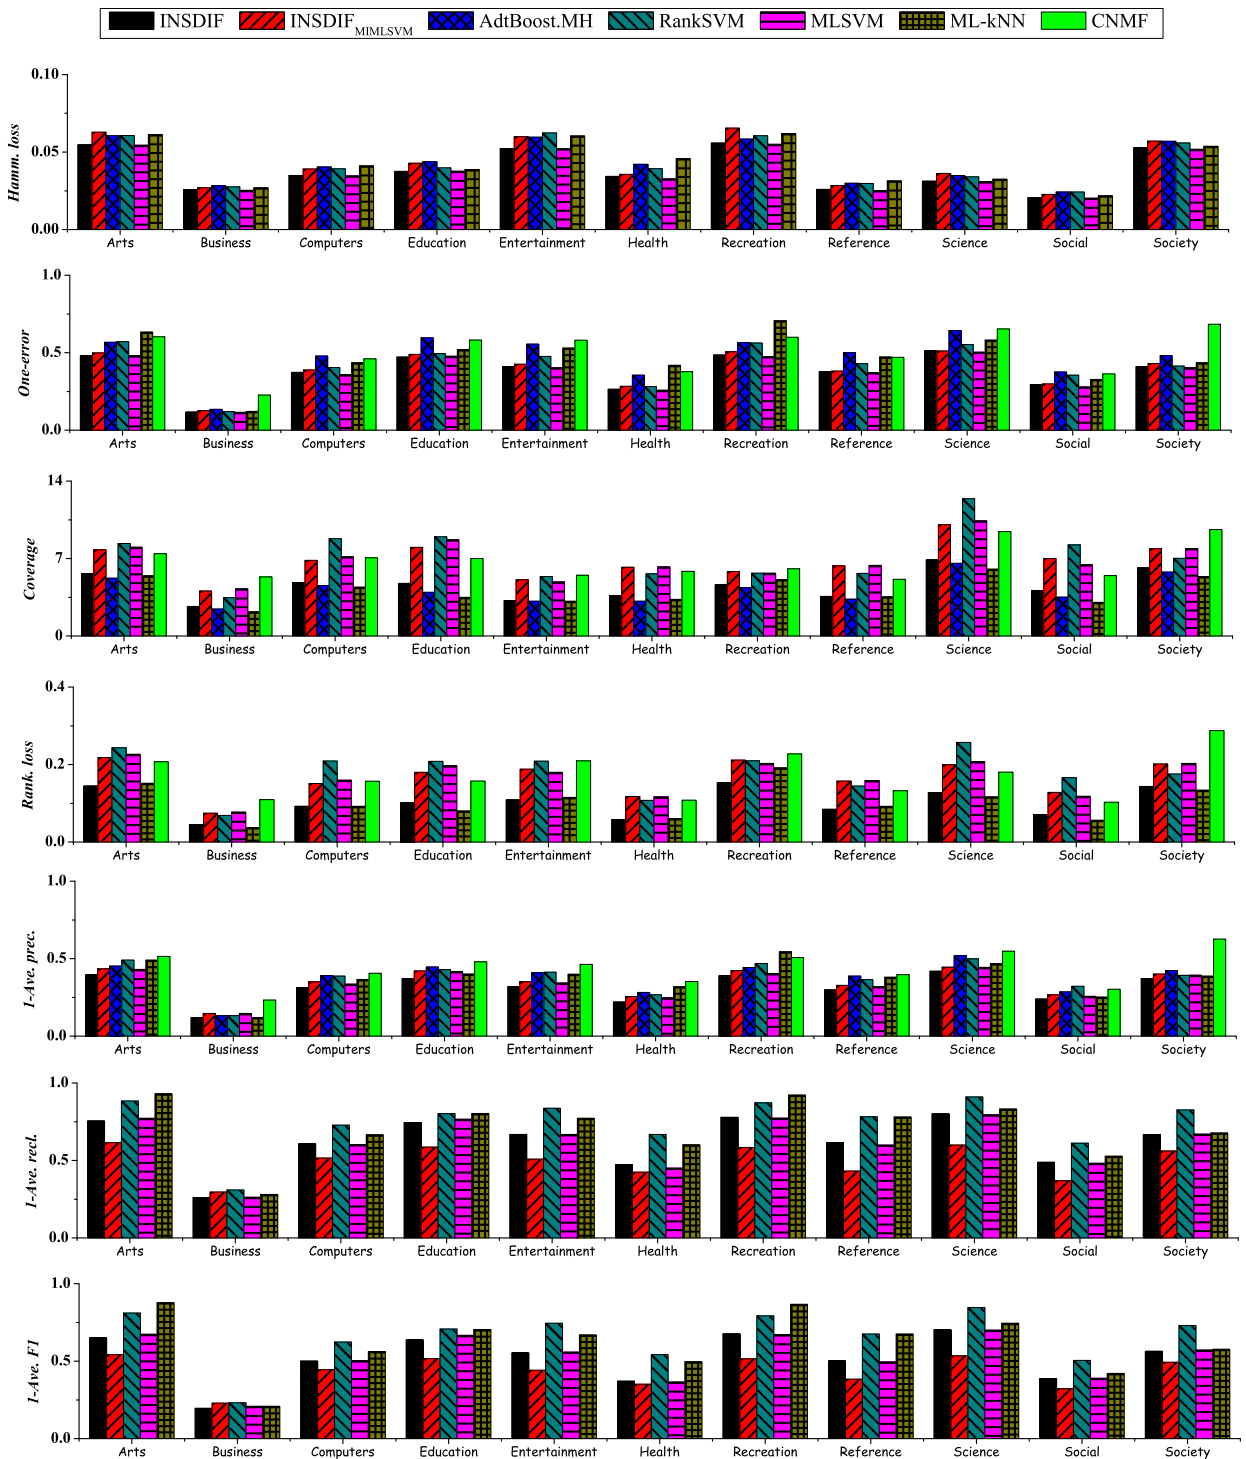 INSDIF INSDIF MIMLSVM AdtBoost.MH RankSVM MLSVM ML-kNN CNMF
Hamm. loss
0.10
0.05
0.00
Arts Business Computers Education Entertainment Health Recreation Reference Science Social Society
One-error
1.0
0.5
0.0
Arts Business Computers Education Entertainment Health Recreation Reference Science Social Society
Coverage
14
7
0
Arts Business Computers Education Entertainment Health Recreation Reference Science Social Society
Rank. loss
0.4
0.2
0.0
Arts Business Computers Education Entertainment Health Recreation Reference Science Social Society
1-Ave. prec.
1.0
0.5
0.0
Arts Business Computers Education Entertainment Health Recreation Reference Science Social Society
1-Ave. recl.
1.0
0.5
0.0
Arts Business Computers Education Entertainment Health Recreation Reference Science Social Society
1-Ave. F1
1.0
0.5
0.0
Arts Business Computers Education Entertainment Health Recreation Reference Science Social Society